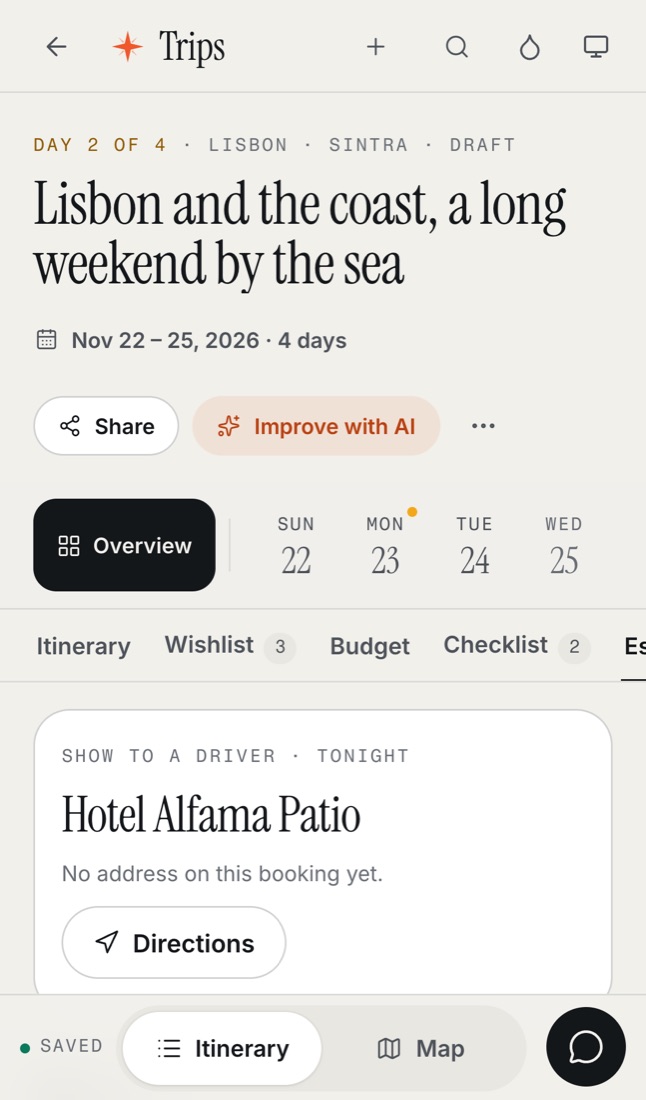 Trips
DAY 2 OF 4 · LISBON · SINTRA · DRAFT
Lisbon and the coast, a long
weekend by the sea
Nov 22 – 25, 2026 · 4 days
Share
Improve with AI
Overview
SUN
22
MON
23
TUE
24
WED
25
Itinerary Wishlist 3 Budget Checklist 2 Es
SHOW TO A DRIVER · TONIGHT
Hotel Alfama Patio
No address on this booking yet.
Directions
SAVED
Itinerary
Map